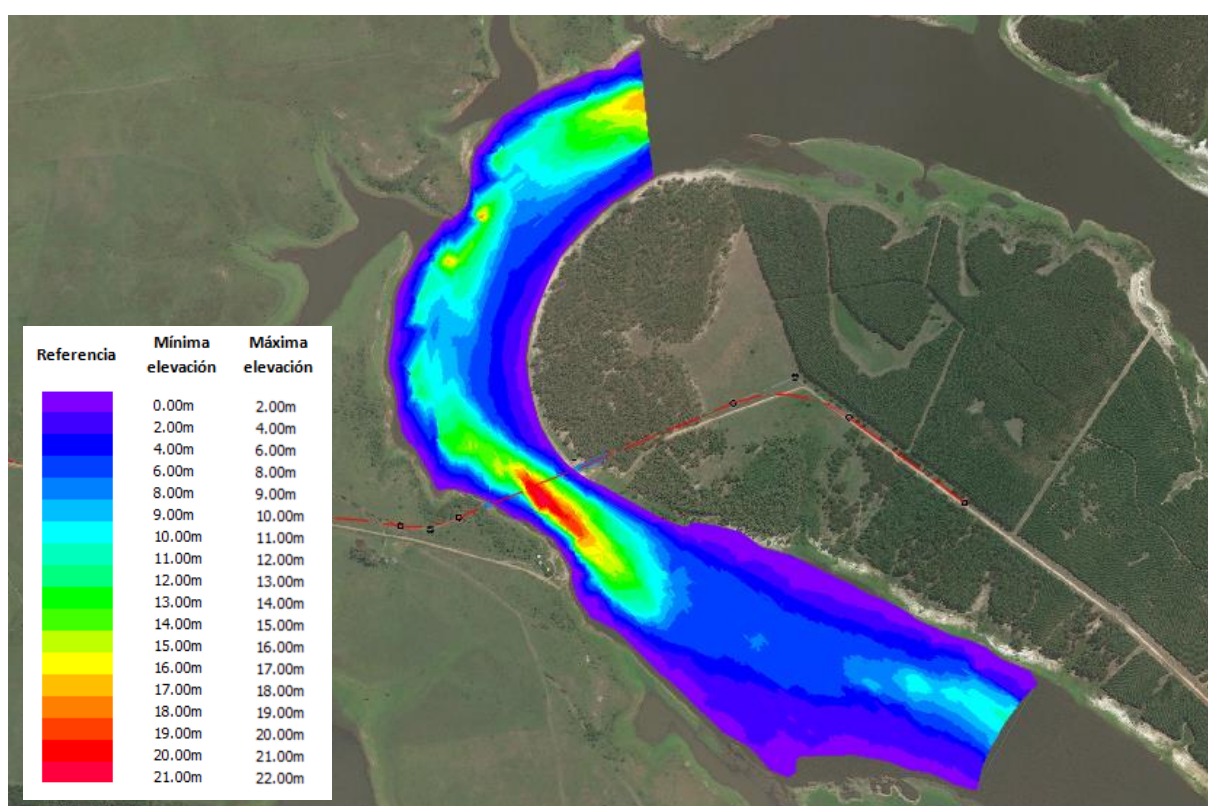 Referencia Mínima elevación Máxima elevación
0.00m 2.00m
2.00m 4.00m
4.00m 6.00m
6.00m 8.00m
8.00m 9.00m
9.00m 10.00m
10.00m 11.00m
11.00m 12.00m
12.00m 13.00m
13.00m 14.00m
14.00m 15.00m
15.00m 16.00m
16.00m 17.00m
17.00m 18.00m
18.00m 19.00m
19.00m 20.00m
20.00m 21.00m
21.00m 22.00m